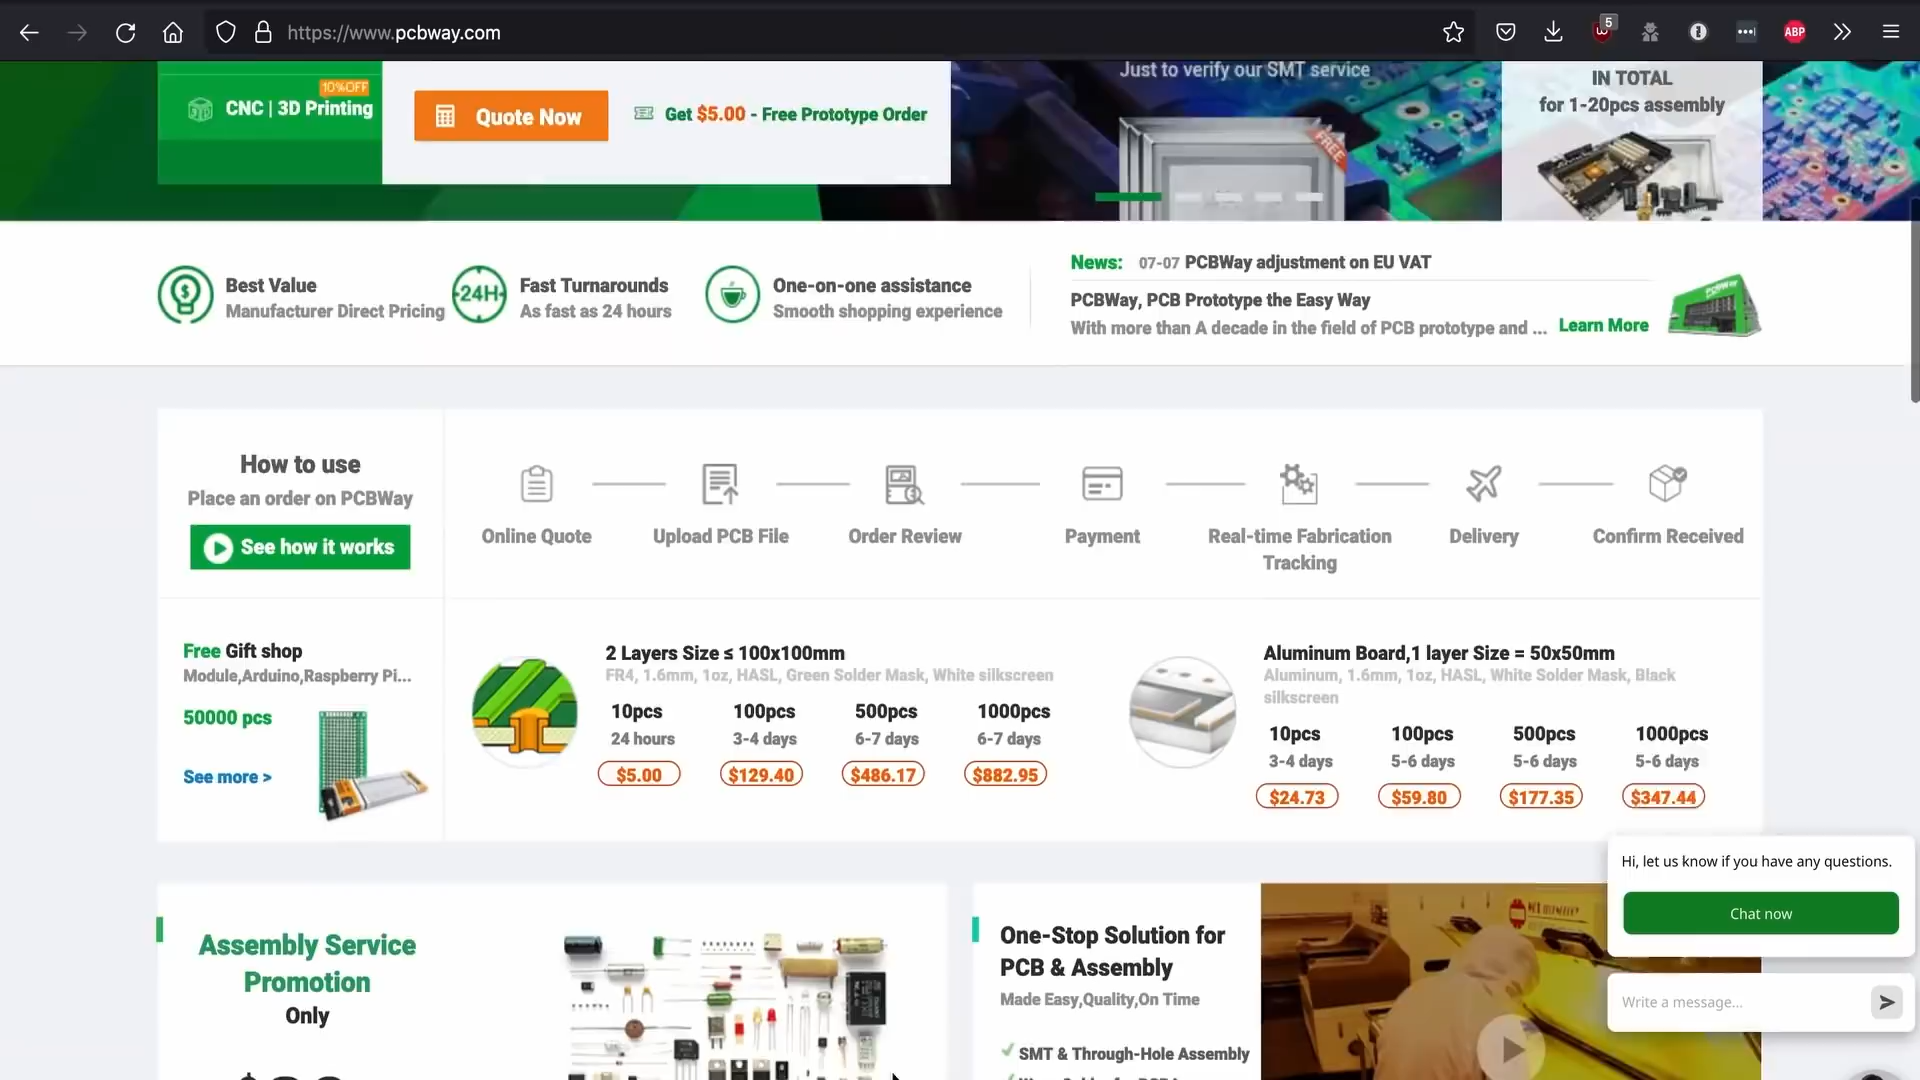 https://www.pcbway.com
5
ABP
Just to verify our SMT service
IN TOTAL
for 1-20pcs assembly
10%OFF
CNC | 3D Printing
Quote Now
Get $5.00 - Free Prototype Order
FREE
Best Value
Manufacturer Direct Pricing
24H
Fast Turnarounds
As fast as 24 hours
One-on-one assistance
Smooth shopping experience
News: 07-07 PCBWay adjustment on EU VAT
PCBWay, PCB Prototype the Easy Way
With more than A decade in the field of PCB prototype and ... Learn More
How to use
Place an order on PCBWay
See how it works
Online Quote
Upload PCB File
Order Review
Payment
Real-time Fabrication
Tracking
Delivery
Confirm Received
Free Gift shop
Module,Arduino,Raspberry Pi...
50000 pcs
See more >
2 Layers Size ≤ 100x100mm
FR4, 1.6mm, 1oz, HASL, Green Solder Mask, White silkscreen
10pcs 100pcs 500pcs 1000pcs
24 hours 3-4 days 6-7 days 6-7 days
$5.00 $129.40 $486.17 $882.95
Aluminum Board,1 layer Size = 50x50mm
Aluminum, 1.6mm, 1oz, HASL, White Solder Mask, Black
silkscreen
10pcs 100pcs 500pcs 1000pcs
3-4 days 5-6 days 5-6 days 5-6 days
$24.73 $59.80 $177.35 $347.44
Hi, let us know if you have any questions.
Chat now
Write a message...
Assembly Service
Promotion
Only
One-Stop Solution for
PCB & Assembly
Made Easy,Quality,On Time
SMT & Through-Hole Assembly